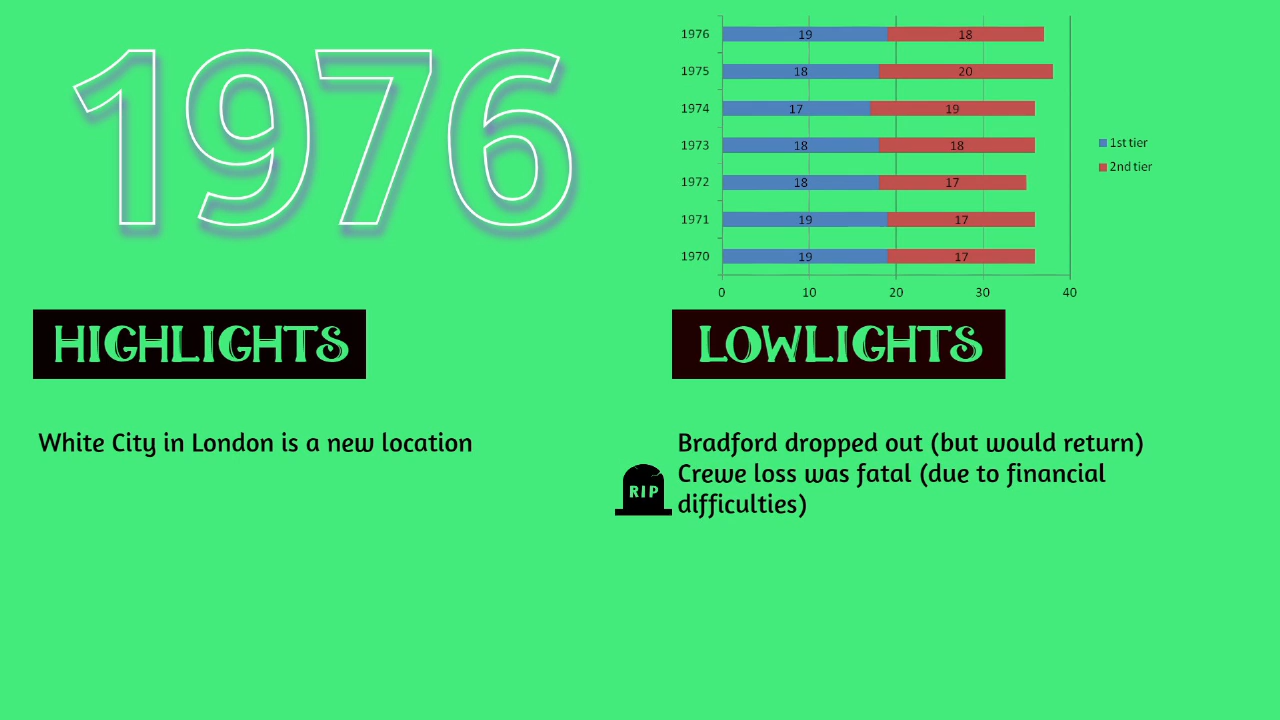 1976
1976 19 18
1975 18 20
1974 17 19
1973 18 18
1972 18 17
1971 19 17
1970 19 17
0 10 20 30 40
1st tier
2nd tier
HIGHLIGHTS
White City in London is a new location
LOWLIGHTS
Bradford dropped out (but would return)
RIP
Crewe loss was fatal (due to financial
difficulties)